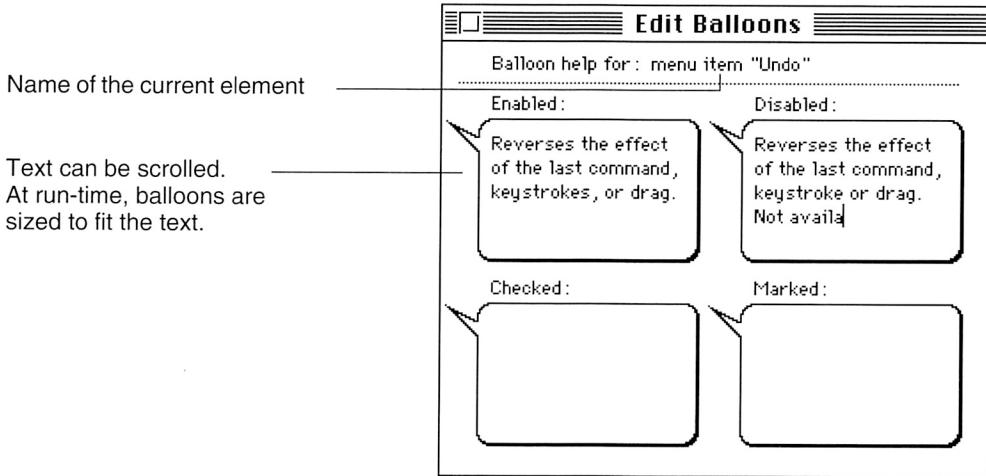 Edit Balloons
Balloon help for: menu item "Undo"
Name of the current element
Enabled:
Disabled:
Reverses the effect
of the last command,
keystrokes, or drag.
Reverses the effect
of the last command,
keystroke or drag.
Not availa
Text can be scrolled.
At run-time, balloons are
sized to fit the text.
Checked:
Marked: